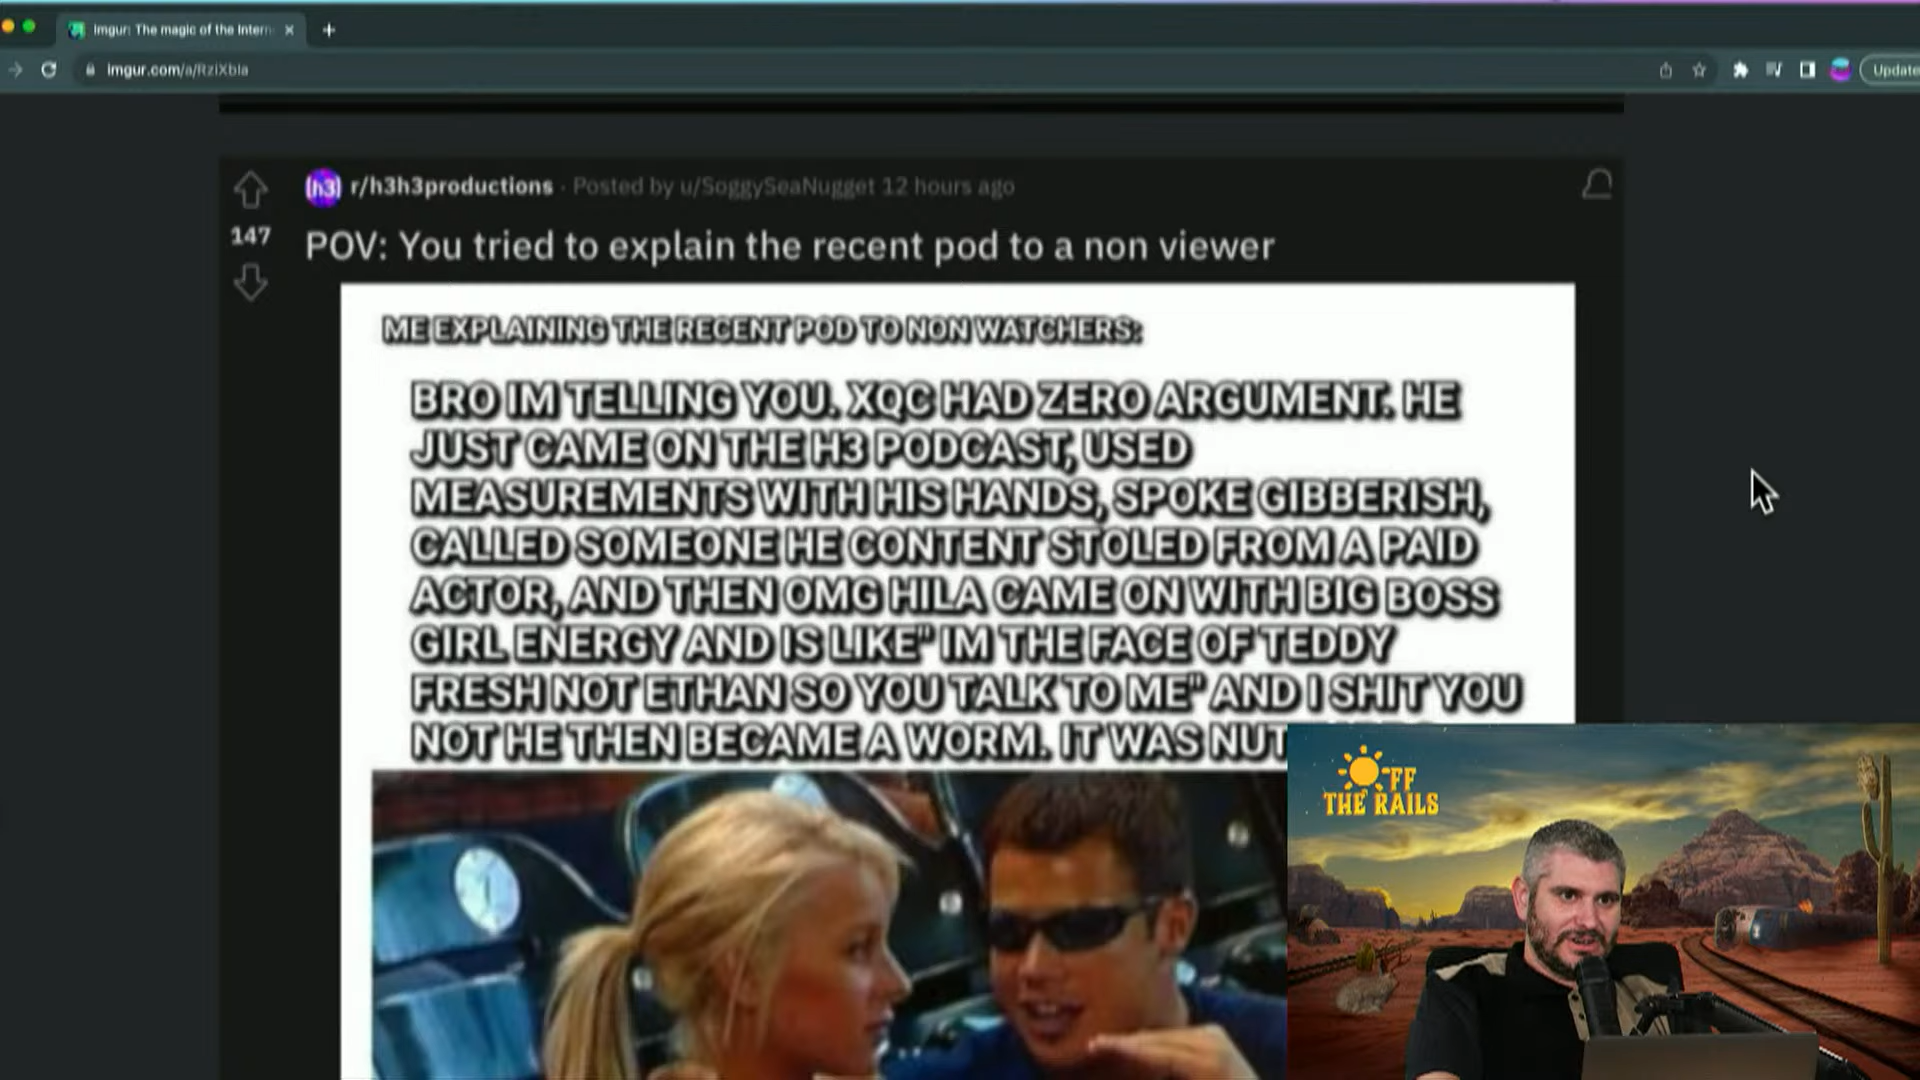 Imgur: The magic of the Intern
imgur.com/a/RziXbla
Update
r/h3h3productions · Posted by u/SoggySeaNugget 12 hours ago
147
POV: You tried to explain the recent pod to a non viewer
ME EXPLAINING THE RECENT POD TO NON WATCHERS:
BRO IM TELLING YOU. XQC HAD ZERO ARGUMENT. HE
JUST CAME ON THE H3 PODCAST, USED
MEASUREMENTS WITH HIS HANDS, SPOKE GIBBERISH,
CALLED SOMEONE HE CONTENT STOLED FROM A PAID
ACTOR, AND THEN OMG HILA CAME ON WITH BIG BOSS
GIRL ENERGY AND IS LIKE" IM THE FACE OF TEDDY
FRESH NOT ETHAN SO YOU TALK TO ME" AND I SHIT YOU
NOT HE THEN BECAME A WORM. IT WAS NUT
OFF
THE RAILS